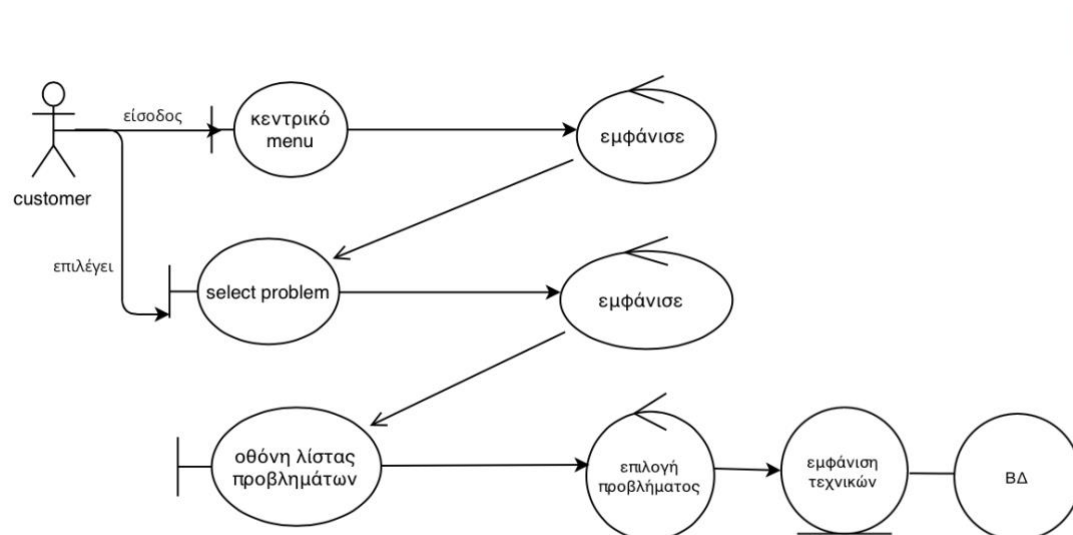 είσοδος
κεντρικό
menu
εμφάνισε
customer
επιλέγει
select problem
εμφάνισε
οθόνη λίστας
προβλημάτων
επιλογή
προβλήματος
εμφάνιση
τεχνικών
ΒΔ